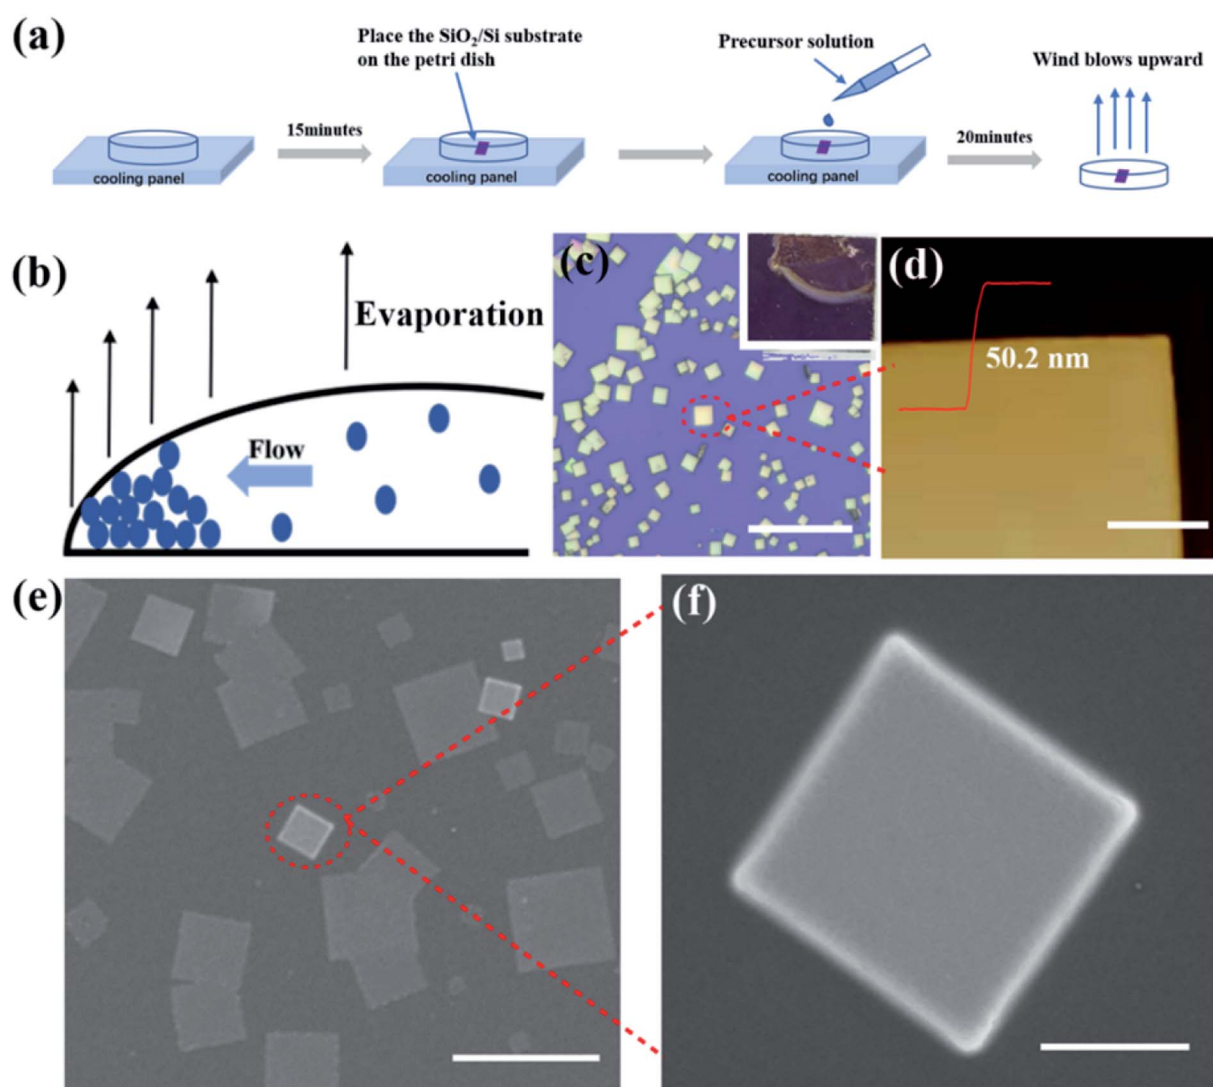 (a)
Place the SiO₂/Si substrate
on the petri dish
Precursor solution
Wind blows upward
15minutes
20minutes
cooling panel
cooling panel
cooling panel
(b)
Evaporation
Flow
(c)
(d)
50.2 nm
(e)
(f)